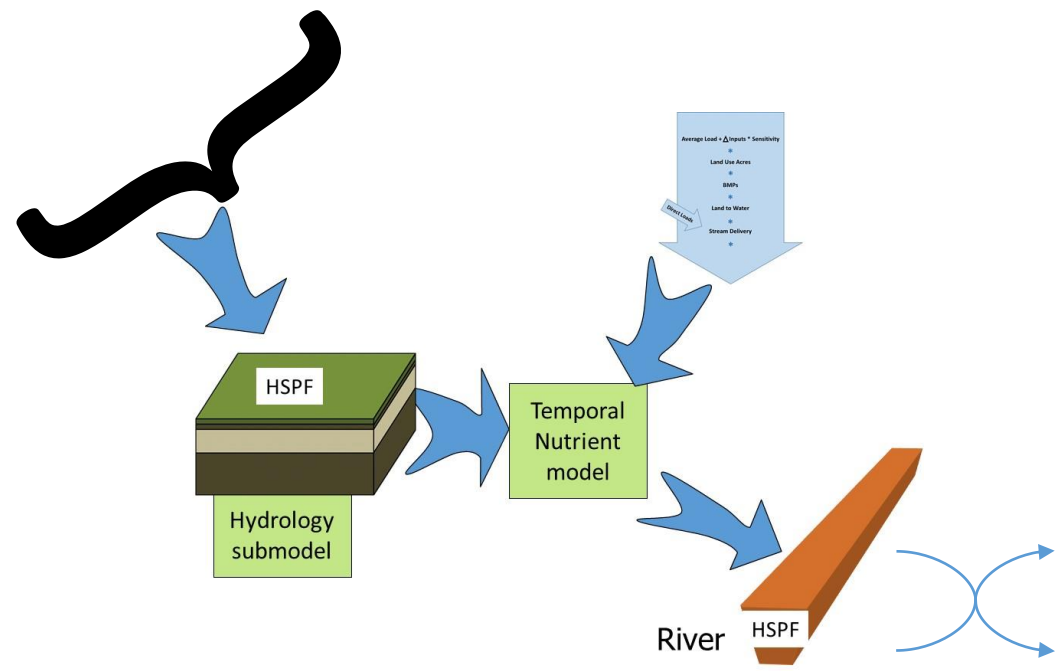 Average Load + Δ Inputs * Sensitivity
*
Land Use Acres
*
BMPs
*
Land to Water
Direct Loads
*
Stream Delivery
*
HSPF
Hydrology
submodel
Temporal
Nutrient
model
River
HSPF